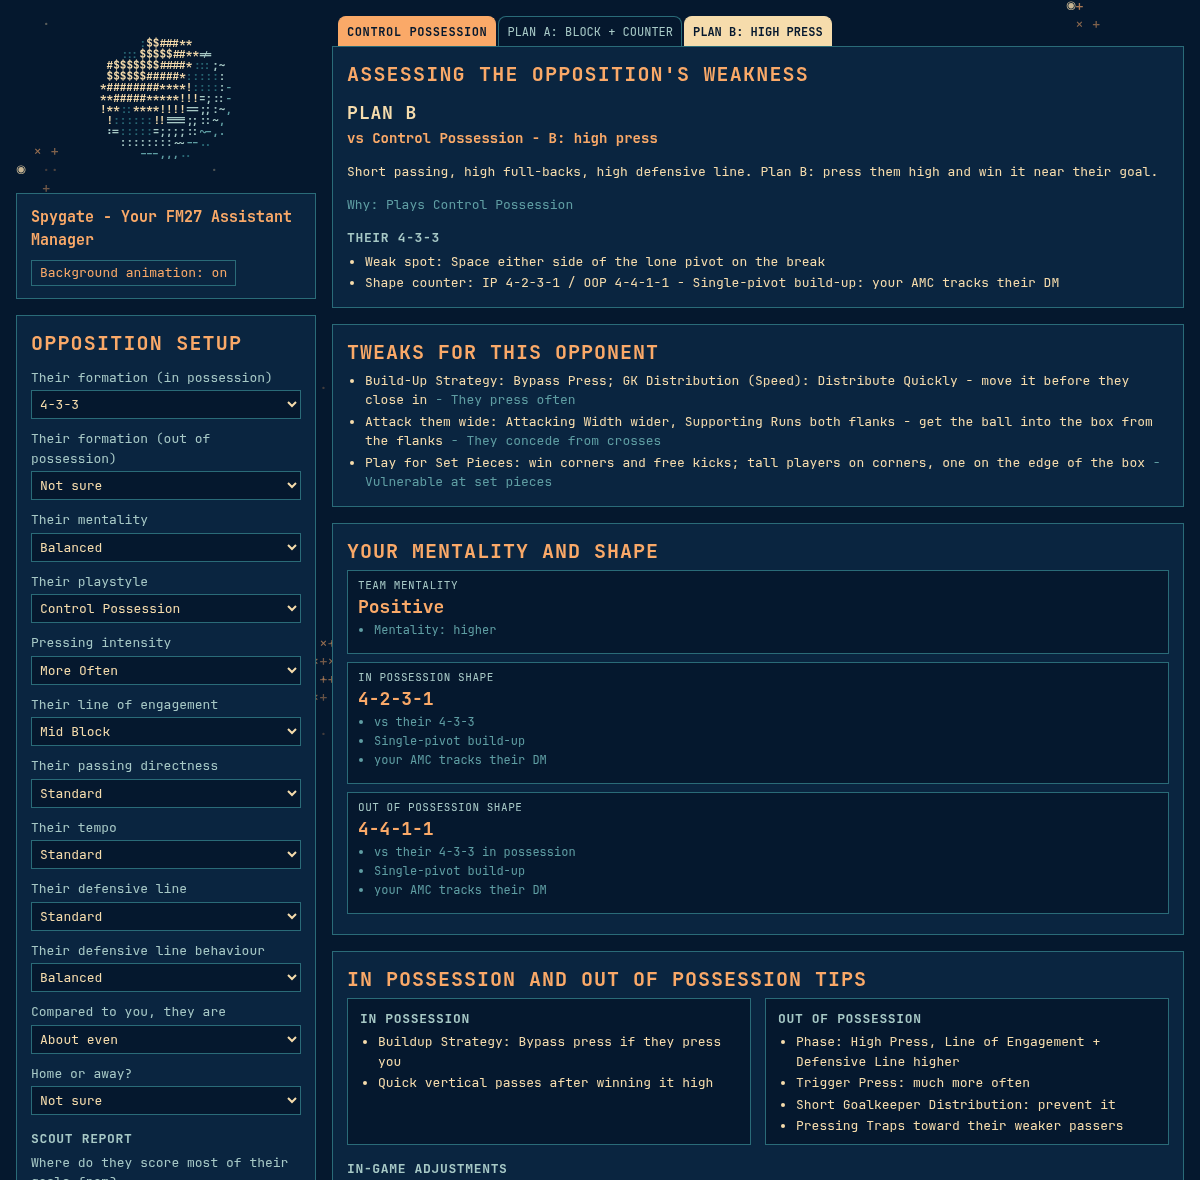 CONTROL POSSESSION
PLAN A: BLOCK + COUNTER
PLAN B: HIGH PRESS
Spygate - Your FM27 Assistant
Manager
Background animation: on
OPPOSITION SETUP
Their formation (in possession)
4-3-3
Their formation (out of
possession)
Not sure
Their mentality
Balanced
Their playstyle
Control Possession
Pressing intensity
More Often
Their line of engagement
Mid Block
Their passing directness
Standard
Their tempo
Standard
Their defensive line
Standard
Their defensive line behaviour
Balanced
Compared to you, they are
About even
Home or away?
Not sure
SCOUT REPORT
Where do they score most of their
ASSESSING THE OPPOSITION'S WEAKNESS
PLAN B
vs Control Possession - B: high press
Short passing, high full-backs, high defensive line. Plan B: press them high and win it near their goal.
Why: Plays Control Possession
THEIR 4-3-3
• Weak spot: Space either side of the lone pivot on the break
• Shape counter: IP 4-2-3-1 / OOP 4-4-1-1 - Single-pivot build-up: your AMC tracks their DM
TWEAKS FOR THIS OPPONENT
• Build-Up Strategy: Bypass Press; GK Distribution (Speed): Distribute Quickly - move it before they
close in - They press often
• Attack them wide: Attacking Width wider, Supporting Runs both flanks - get the ball into the box from
the flanks - They concede from crosses
• Play for Set Pieces: win corners and free kicks; tall players on corners, one on the edge of the box -
Vulnerable at set pieces
YOUR MENTALITY AND SHAPE
TEAM MENTALITY
Positive
• Mentality: higher
IN POSSESSION SHAPE
4-2-3-1
• vs their 4-3-3
• Single-pivot build-up
• your AMC tracks their DM
OUT OF POSSESSION SHAPE
4-4-1-1
• vs their 4-3-3 in possession
• Single-pivot build-up
• your AMC tracks their DM
IN POSSESSION AND OUT OF POSSESSION TIPS
IN POSSESSION
• Buildup Strategy: Bypass press if they press
you
• Quick vertical passes after winning it high
OUT OF POSSESSION
• Phase: High Press, Line of Engagement +
Defensive Line higher
• Trigger Press: much more often
• Short Goalkeeper Distribution: prevent it
• Pressing Traps toward their weaker passers
IN-GAME ADJUSTMENTS